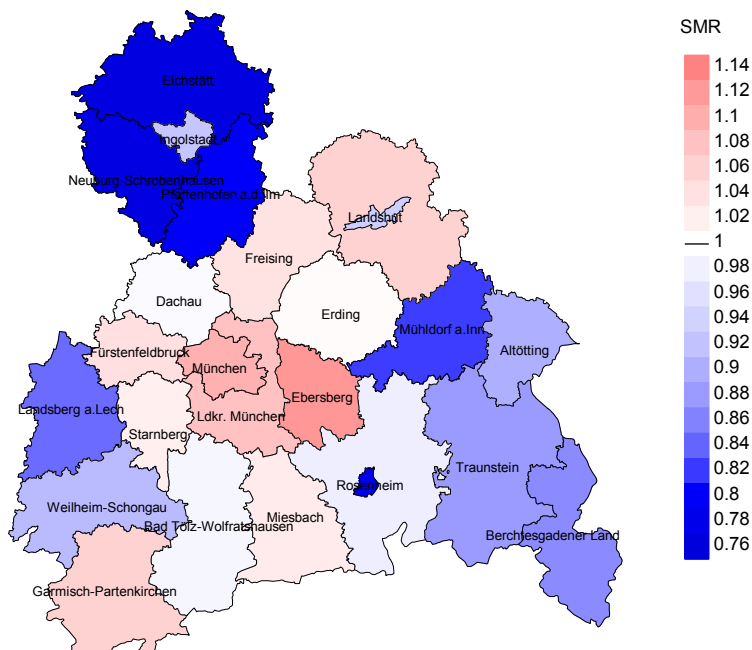 SMR
1.14
1.12
1.1
1.08
1.06
1.04
1.02
1
0.98
0.96
0.94
0.92
0.9
0.88
0.86
0.84
0.82
0.8
0.78
0.76
Eichstätt
Ingolstadt
Neuburg-Schrobenhausen
Pfaffenhofen a.d.Ilm
Landshut
Freising
Dachau
Erding
Mühldorf a.Inn
Altötting
Fürstenfeldbruck
München
Ebersberg
Landsberg a.Lech
Ldkr. München
Starnberg
Traunstein
Rosenheim
Weilheim-Schongau
Miesbach
Bad Tölz-Wolfratshausen
Berchtesgadener Land
Garmisch-Partenkirchen